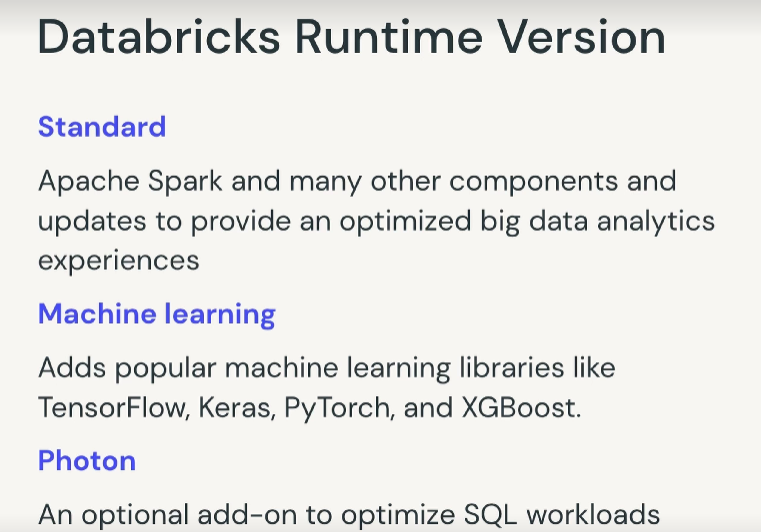 Databricks Runtime Version
Standard
Apache Spark and many other components and
updates to provide an optimized big data analytics
experiences
Machine learning
Adds popular machine learning libraries like
TensorFlow, Keras, PyTorch, and XGBoost.
Photon
An optional add-on to optimize SQL workloads